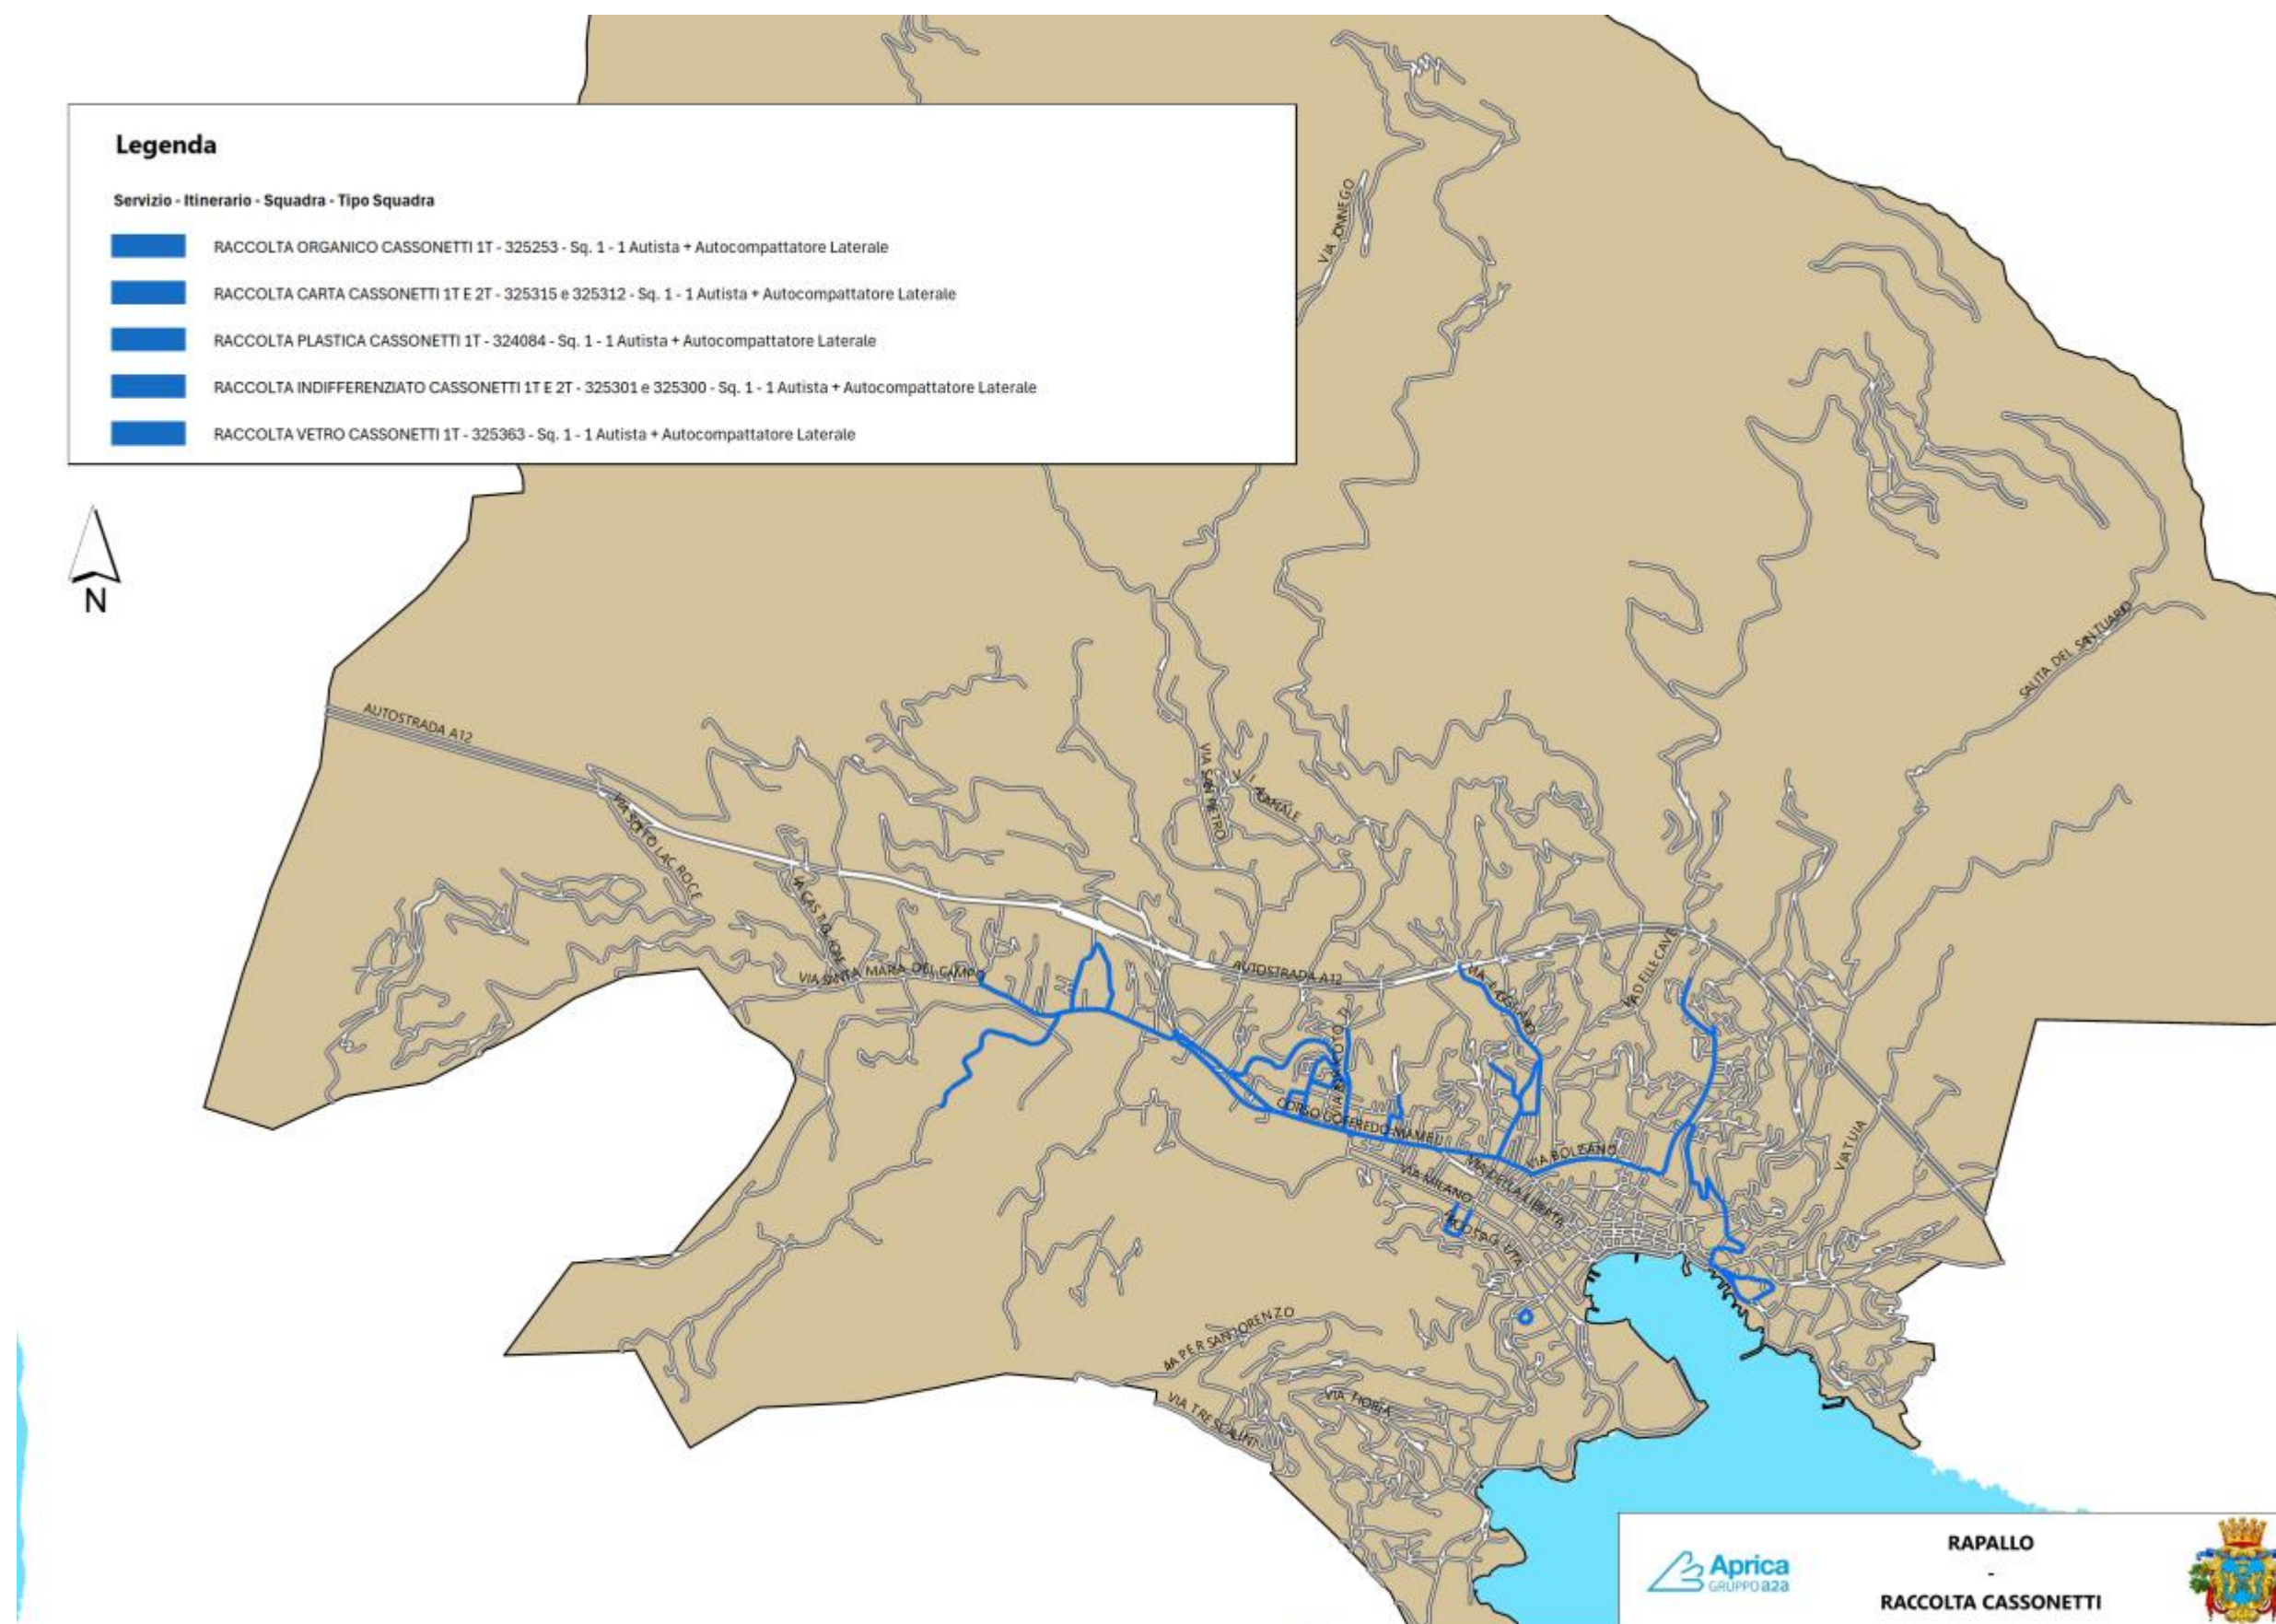 Legenda
Servizio - Itinerario - Squadra - Tipo Squadra
RACCOLTA ORGANICO CASSONETTI 1T - 325253 - Sq. 1 - 1 Autista + Autocompattatore Laterale
RACCOLTA CARTA CASSONETTI 1T E 2T - 325315 e 325312 - Sq. 1 - 1 Autista + Autocompattatore Laterale
RACCOLTA PLASTICA CASSONETTI 1T - 324084 - Sq. 1 - 1 Autista + Autocompattatore Laterale
RACCOLTA INDIFFERENZIATO CASSONETTI 1T E 2T - 325301 e 325300 - Sq. 1 - 1 Autista + Autocompattatore Laterale
RACCOLTA VETRO CASSONETTI 1T - 325363 - Sq. 1 - 1 Autista + Autocompattatore Laterale
N
SALITA DEL SANTUARIO
AUTOSTRADA A12
VIA SAN PIETRO
VIA SANTA MARIA DEL CAMPO
AUTOSTRADA A12
VIA DELLE CAVE
CORSO GOFFREDO MAMELI
VIA BOLZANO
VIA TUIA
VIA MILANO
VIA DELLA LIBERTA
VIA PER SAN LORENZO
VIA TRE SCALINI
Aprica
GRUPPO a2a
RAPALLO
-
RACCOLTA CASSONETTI